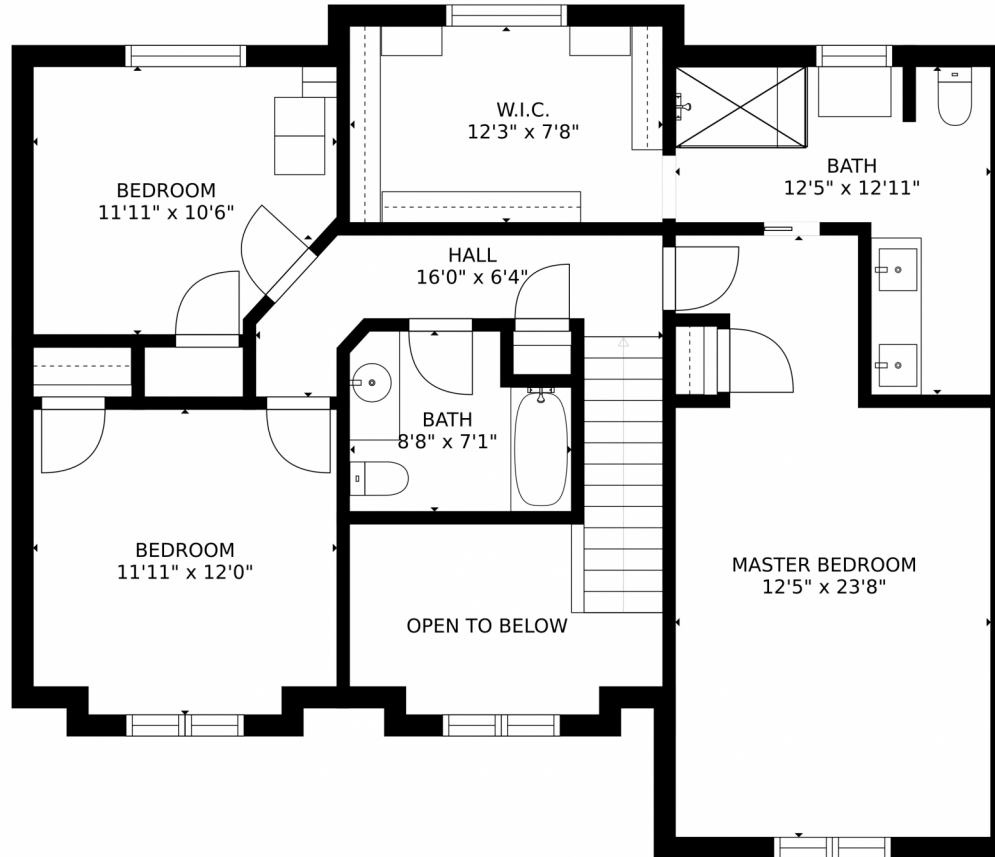 W.I.C.
12'3" x 7'8"
BATH
12'5" x 12'11"
BEDROOM
11'11" x 10'6"
HALL
16'0" x 6'4"
BATH
8'8" x 7'1"
BEDROOM
11'11" x 12'0"
MASTER BEDROOM
12'5" x 23'8"
OPEN TO BELOW